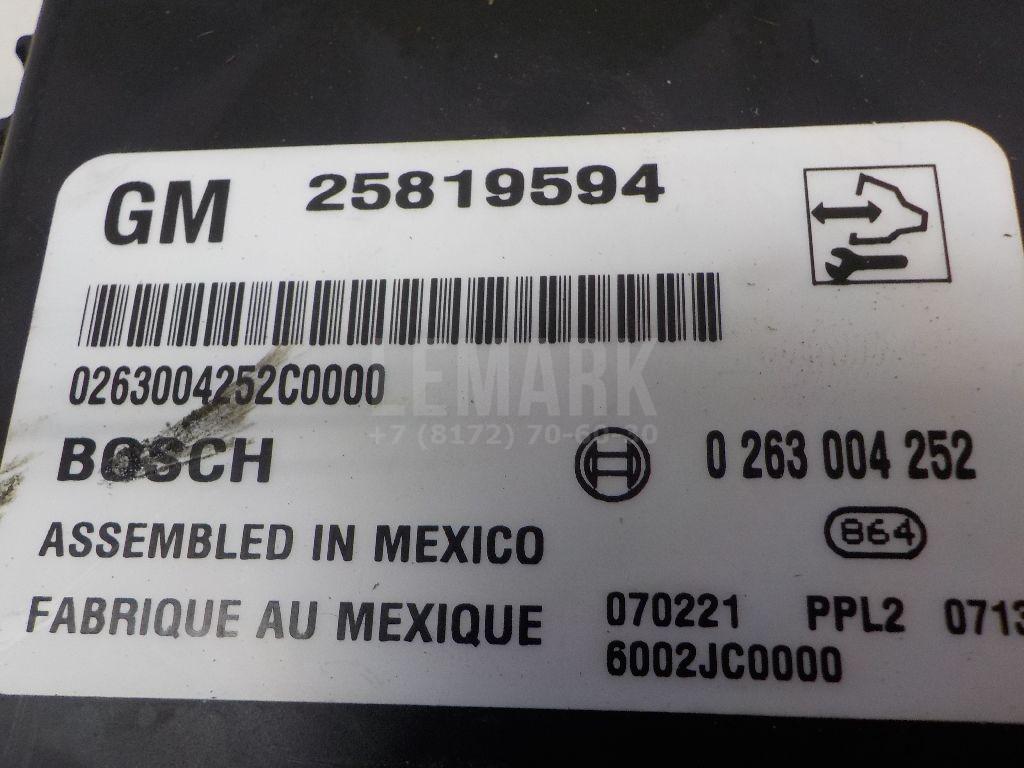 GM 25819594
0263004252C0000
LEMARK
+7 (8172) 70-60-30
BOSCH 0 263 004 252
ASSEMBLED IN MEXICO 864
FABRIQUE AU MEXIQUE 070221 PPL2 0713
6002JC0000